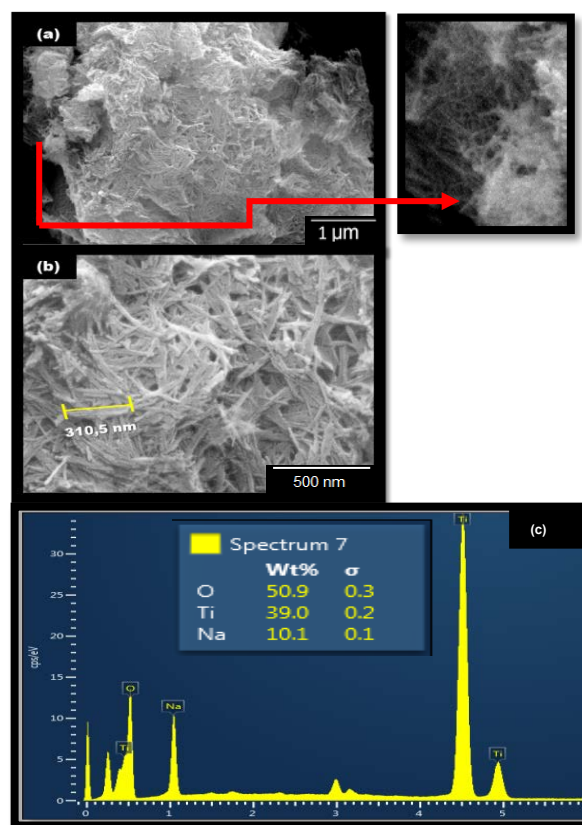 (a)
1 µm
(b)
310,5 nm
500 nm
(c)
Spectrum 7
Wt% σ
O 50.9 0.3
Ti 39.0 0.2
Na 10.1 0.1
cps/eV
30
25
20
15
10
5
0
Ti
O
Ti
Na
Ti
0 1 2 3 4 5